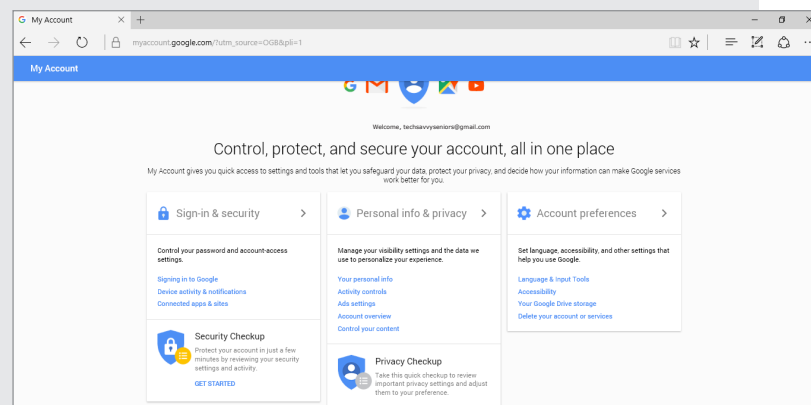 My Account
myaccount.google.com/?utm_source=OGB&pli=1
My Account
Welcome, techsavvyseniors@gmail.com
Control, protect, and secure your account, all in one place
My Account gives you quick access to settings and tools that let you safeguard your data, protect your privacy, and decide how your information can make Google services
work better for you.
Sign-in & security
Control your password and account-access
settings.
Signing in to Google
Device activity & notifications
Connected apps & sites
Security Checkup
Protect your account in just a few
minutes by reviewing your security
settings and activity.
GET STARTED
Personal info & privacy
Manage your visibility settings and the data we
use to personalize your experience.
Your personal info
Activity controls
Ads settings
Account overview
Control your content
Privacy Checkup
Take this quick checkup to review
important privacy settings and adjust
them to your preference.
Account preferences
Set language, accessibility, and other settings that
help you use Google.
Language & Input Tools
Accessibility
Your Google Drive storage
Delete your account or services